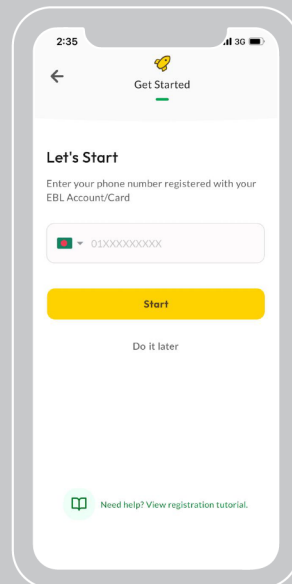 2:35
3G
Get Started
Let's Start
Enter your phone number registered with your
EBL Account/Card
01XXXXXXXXX
Start
Do it later
Need help? View registration tutorial.